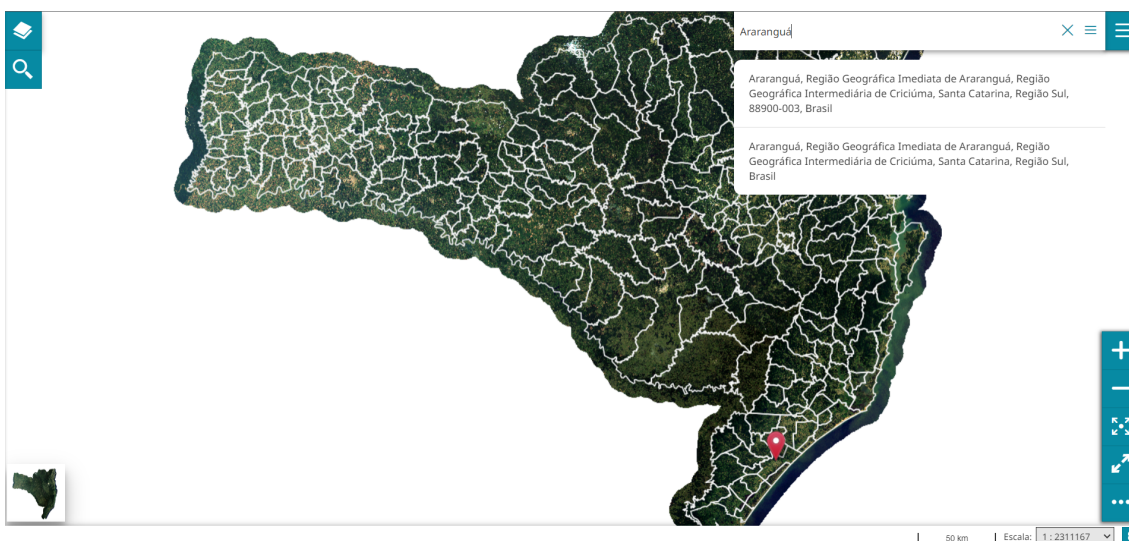 Araranguá
Araranguá, Região Geográfica Imediata de Araranguá, Região
Geográfica Intermediária de Criciúma, Santa Catarina, Região Sul,
88900-003, Brasil
Araranguá, Região Geográfica Imediata de Araranguá, Região
Geográfica Intermediária de Criciúma, Santa Catarina, Região Sul,
Brasil
50 km Escala: 1 : 2311167